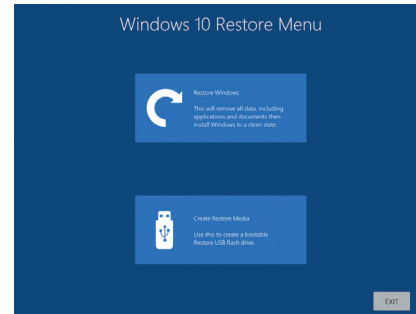 Windows 10 Restore Menu
Restore Windows
This will remove all data, including
applications and documents then
install Windows to a clean state.
Create Restore Media
Use this to create a bootable
Restore USB flash drive.
EXIT